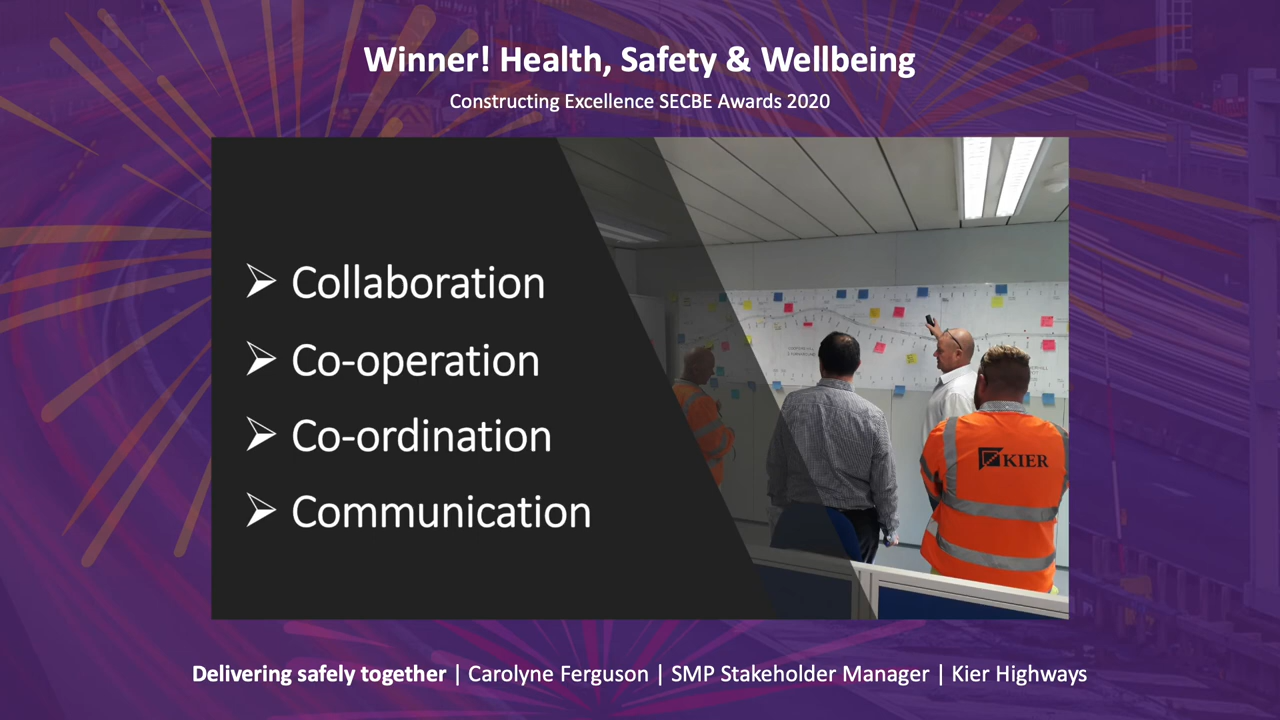 Winner! Health, Safety & Wellbeing
Constructing Excellence SECBE Awards 2020
Collaboration
Co-operation
Co-ordination
Communication
KIER
Delivering safely together | Carolyne Ferguson | SMP Stakeholder Manager | Kier Highways